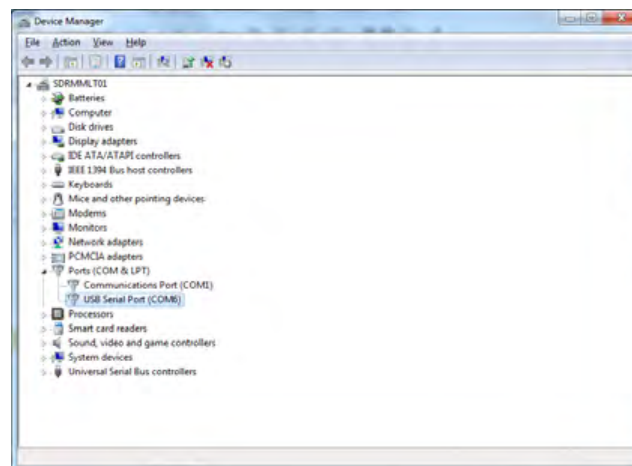 Device Manager
File Action View Help
SDRMMLT01
Batteries
Computer
Disk drives
Display adapters
IDE ATA/ATAPI controllers
IEEE 1394 Bus host controllers
Keyboards
Mice and other pointing devices
Modems
Monitors
Network adapters
PCMCIA adapters
Ports (COM & LPT)
Communications Port (COM1)
USB Serial Port (COM6)
Processors
Smart card readers
Sound, video and game controllers
System devices
Universal Serial Bus controllers